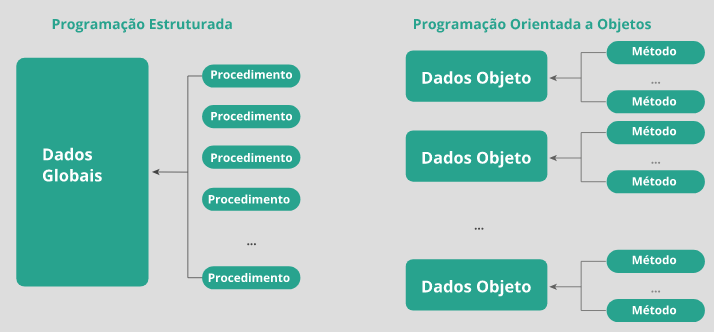 Programação Estruturada
Dados
Globais
Procedimento
Procedimento
Procedimento
Procedimento
...
Procedimento
Programação Orientada a Objetos
Dados Objeto
Método
...
Método
Dados Objeto
Método
...
Método
...
Dados Objeto
Método
...
Método